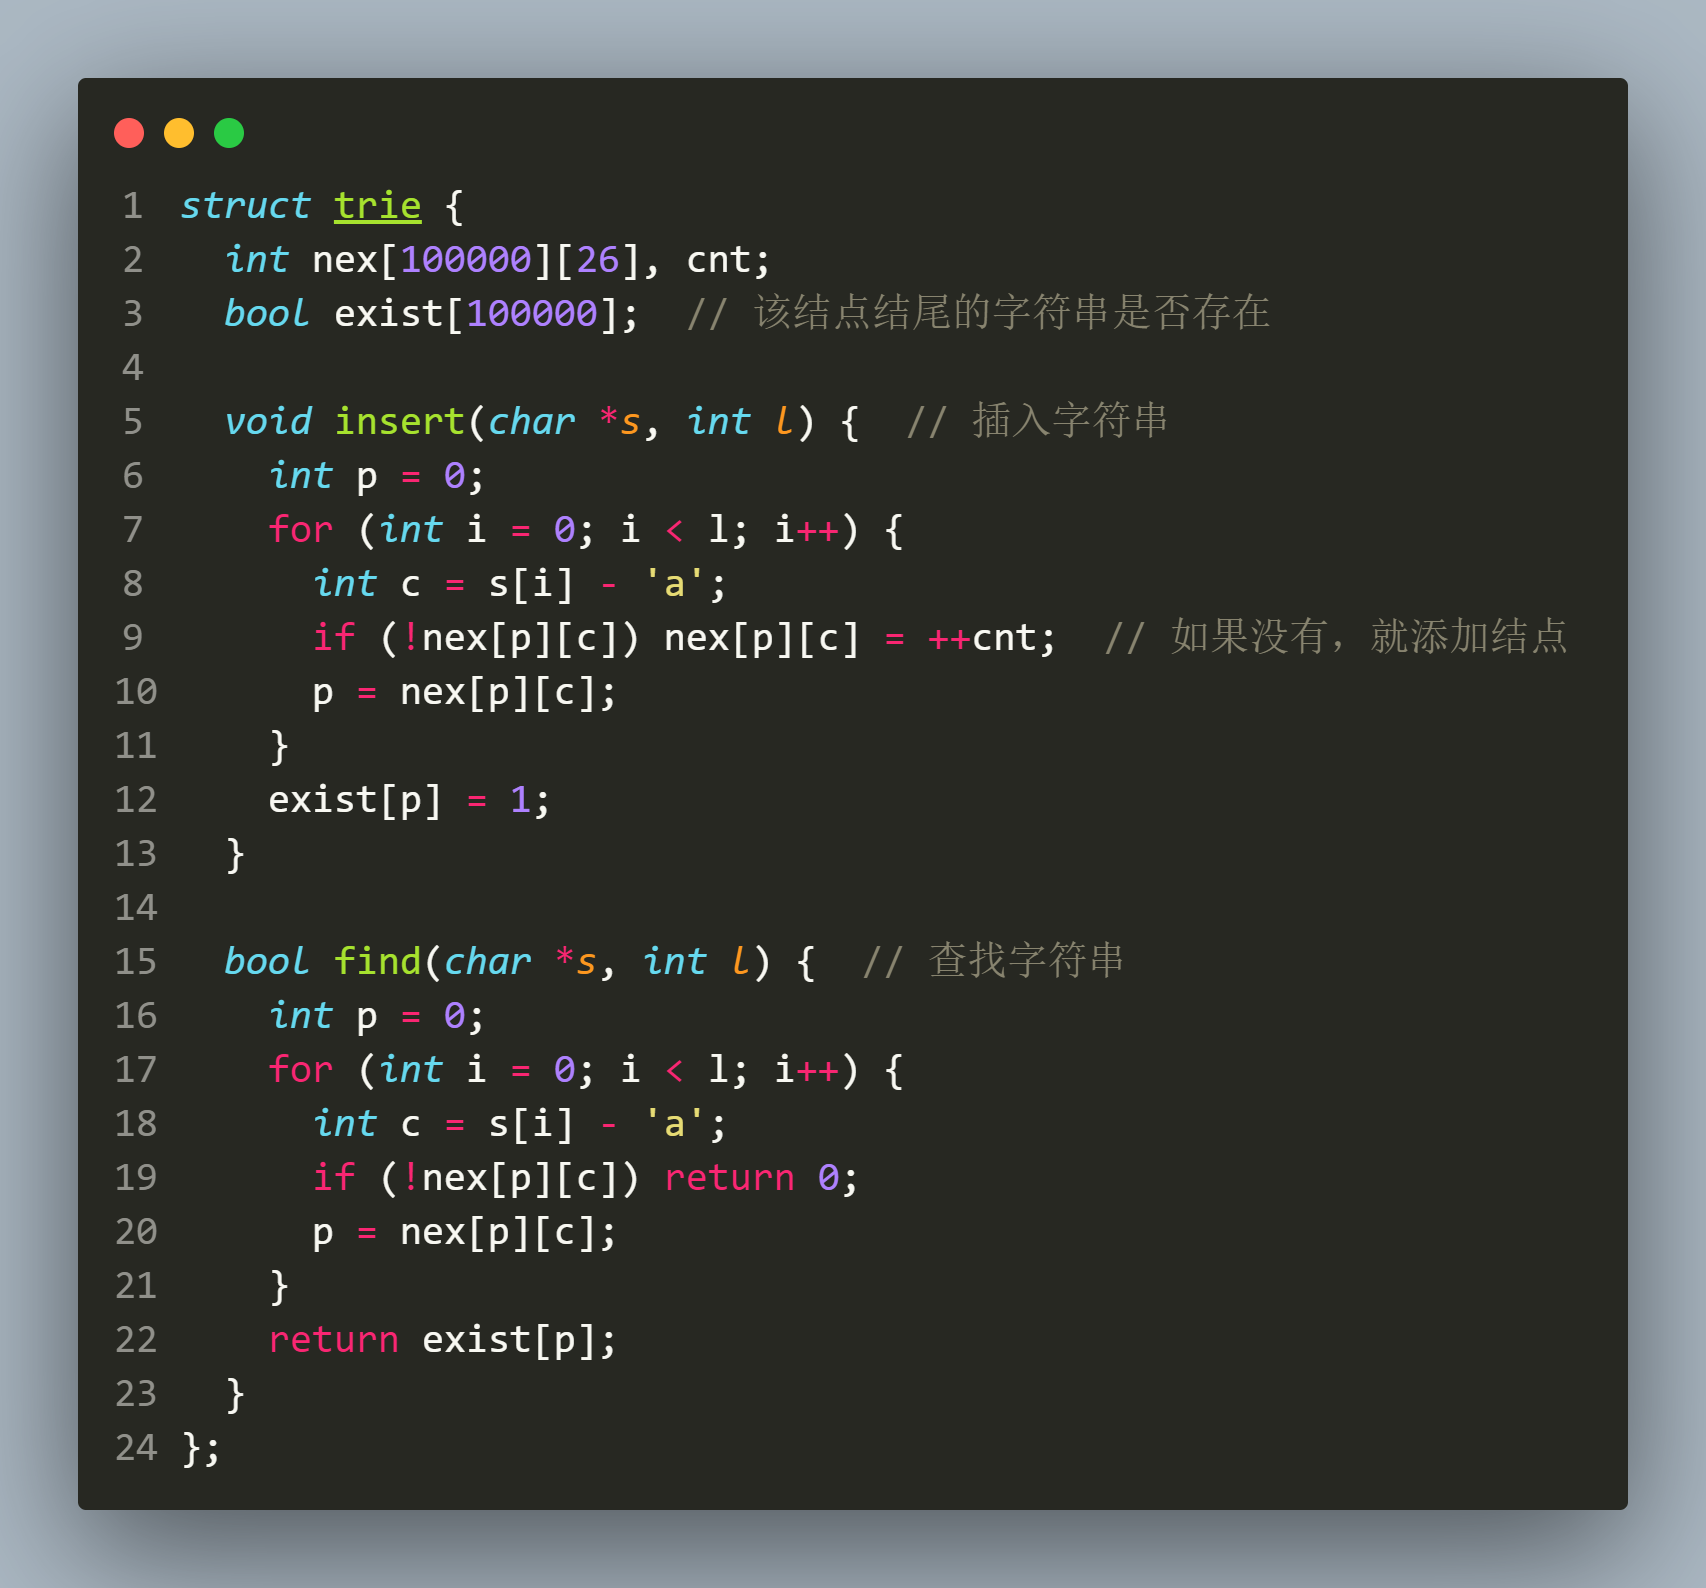 1 struct trie {
2   int nex[100000][26], cnt;
3   bool exist[100000];  // 该结点结尾的字符串是否存在
4
5   void insert(char *s, int l) {  // 插入字符串
6     int p = 0;
7     for (int i = 0; i < l; i++) {
8       int c = s[i] - 'a';
9       if (!nex[p][c]) nex[p][c] = ++cnt;  // 如果没有，就添加结点
10       p = nex[p][c];
11     }
12     exist[p] = 1;
13   }
14
15   bool find(char *s, int l) {  // 查找字符串
16     int p = 0;
17     for (int i = 0; i < l; i++) {
18       int c = s[i] - 'a';
19       if (!nex[p][c]) return 0;
20       p = nex[p][c];
21     }
22     return exist[p];
23   }
24 };